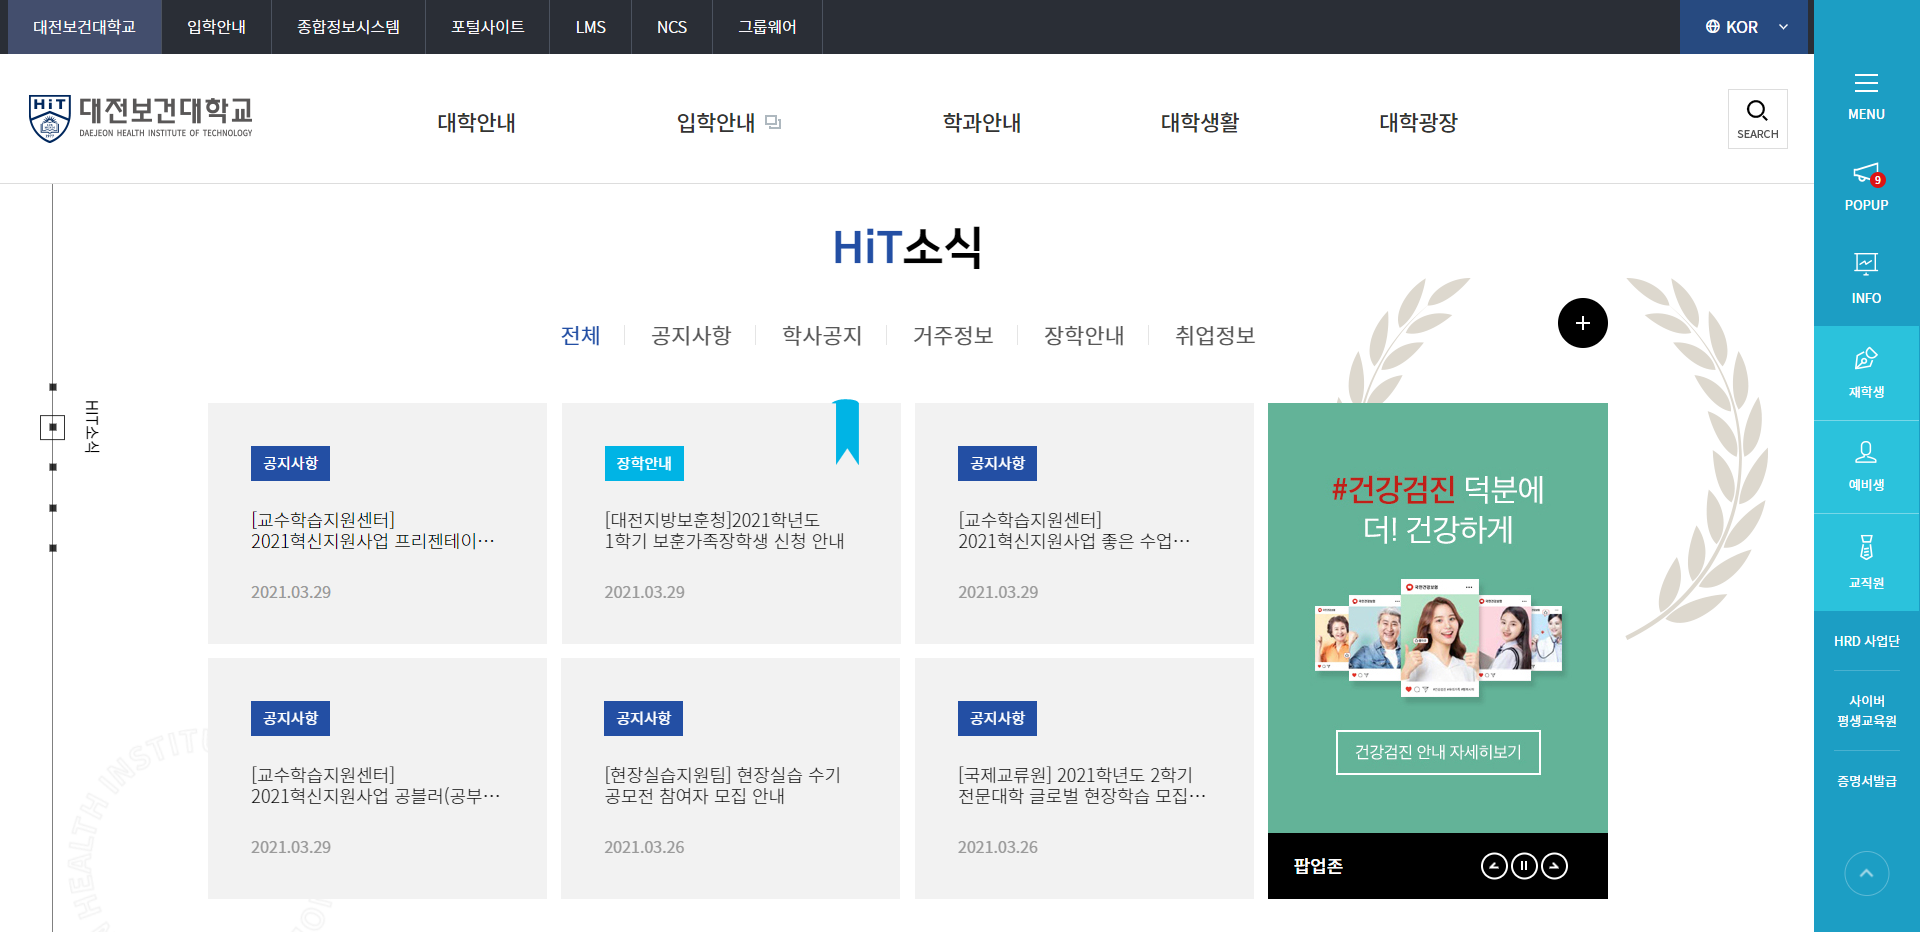 대전보건대학교
입학안내
종합정보시스템
포털사이트
LMS
NCS
그룹웨어
KOR
HiT
대전보건대학교
DAEJEON HEALTH INSTITUTE OF TECHNOLOGY
대학안내
입학안내
학과안내
대학생활
대학광장
SEARCH
MENU
9
POPUP
INFO
재학생
예비생
교직원
HRD 사업단
사이버
평생교육원
증명서발급
HIT소식
HiT소식
전체
공지사항
학사공지
거주정보
장학안내
취업정보
공지사항
[교수학습지원센터]
2021혁신지원사업 프리젠테이…
2021.03.29
장학안내
[대전지방보훈청]2021학년도
1학기 보훈가족장학생 신청 안내
2021.03.29
공지사항
[교수학습지원센터]
2021혁신지원사업 좋은 수업…
2021.03.29
공지사항
[교수학습지원센터]
2021혁신지원사업 공블러(공부…
2021.03.29
공지사항
[현장실습지원팀] 현장실습 수기
공모전 참여자 모집 안내
2021.03.26
공지사항
[국제교류원] 2021학년도 2학기
전문대학 글로벌 현장학습 모집…
2021.03.26
#건강검진 덕분에
더! 건강하게
건강검진 안내 자세히보기
팝업존
HEALTH INSTIT